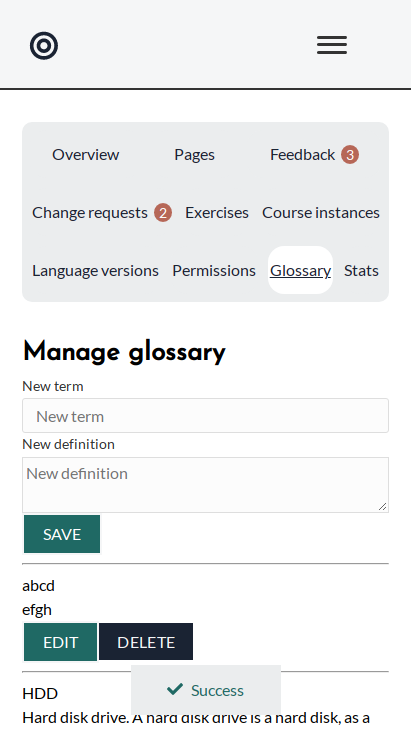 Overview Pages Feedback 3
Change requests 2 Exercises Course instances
Language versions Permissions Glossary Stats
Manage glossary
New term
New term
New definition
New definition
SAVE
abcd
efgh
EDIT DELETE
HDD
Success
Hard disk drive. A hard disk drive is a hard disk, as a